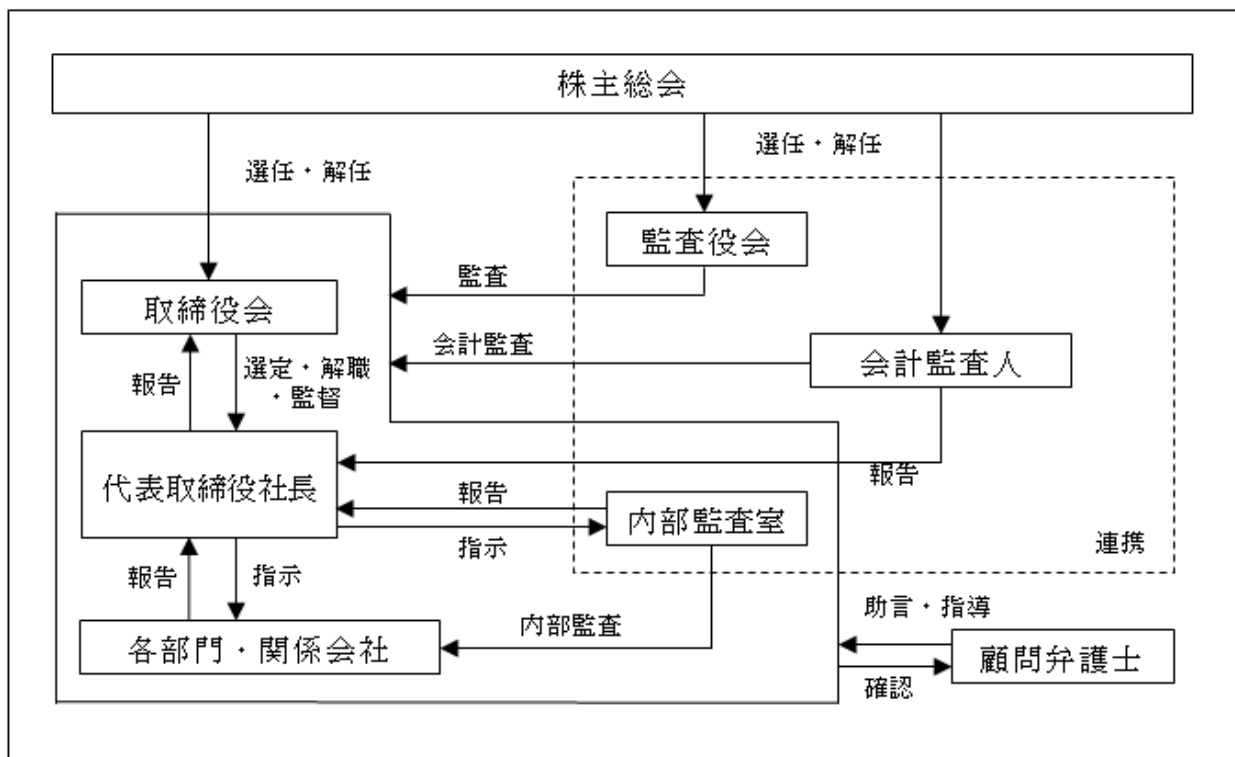 株主総会
選任・解任
選任・解任
監査役会
監査
取締役会
会計監査
会計監査人
報告
選定・解職
・監督
代表取締役社長
報告
報告
内部監査室
指示
連携
報告
指示
助言・指導
内部監査
各部門・関係会社
顧問弁護士
確認